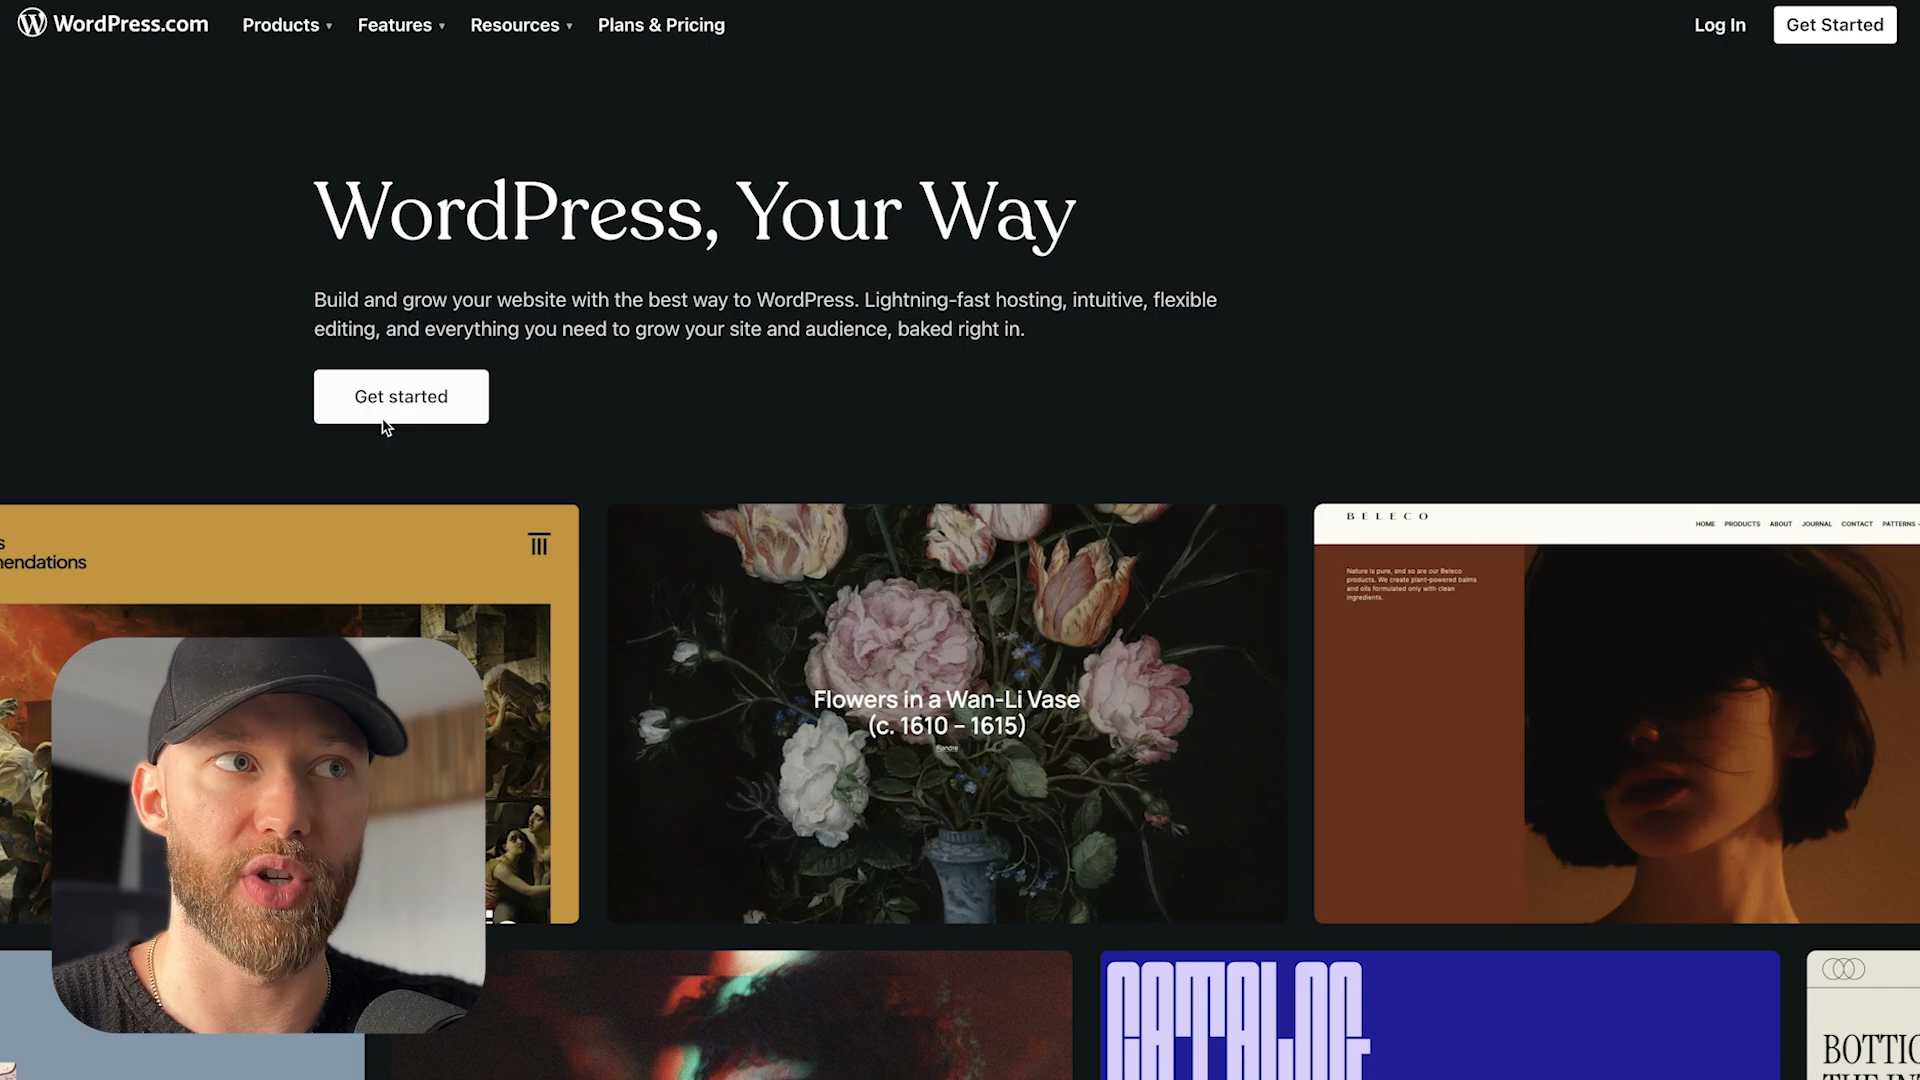 WordPress.com
Products
Features
Resources
Plans & Pricing
Log In
Get Started
WordPress, Your Way
Build and grow your website with the best way to WordPress. Lightning-fast hosting, intuitive, flexible
editing, and everything you need to grow your site and audience, baked right in.
Get started
s
endations
Flowers in a Wan-Li Vase
(c. 1610 – 1615)
Flandre
BELECO
HOME PRODUCTS ABOUT JOURNAL CONTACT PATTERNS
Nature is pure, and so are our Beleco
products. We create plant-powered balms
and oils formulated only with clean
ingredients.
CATALOG
BOTTIC
THE IN